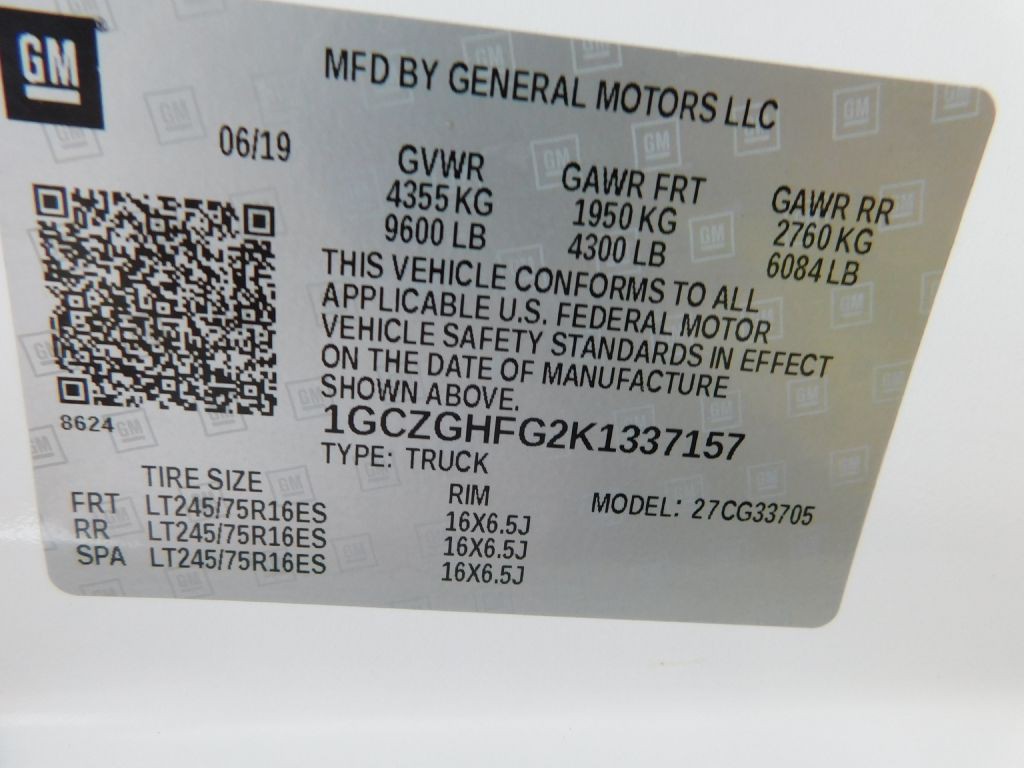 GM
MFD BY GENERAL MOTORS LLC
06/19
GVWR
4355 KG
9600 LB
GAWR FRT
1950 KG
4300 LB
GAWR RR
2760 KG
6084 LB
THIS VEHICLE CONFORMS TO ALL
APPLICABLE U.S. FEDERAL MOTOR
VEHICLE SAFETY STANDARDS IN EFFECT
ON THE DATE OF MANUFACTURE
SHOWN ABOVE.
8624
1GCZGHFG2K1337157
TYPE: TRUCK
TIRE SIZE RIM MODEL: 27CG33705
FRT LT245/75R16ES 16X6.5J
RR LT245/75R16ES 16X6.5J
SPA LT245/75R16ES 16X6.5J